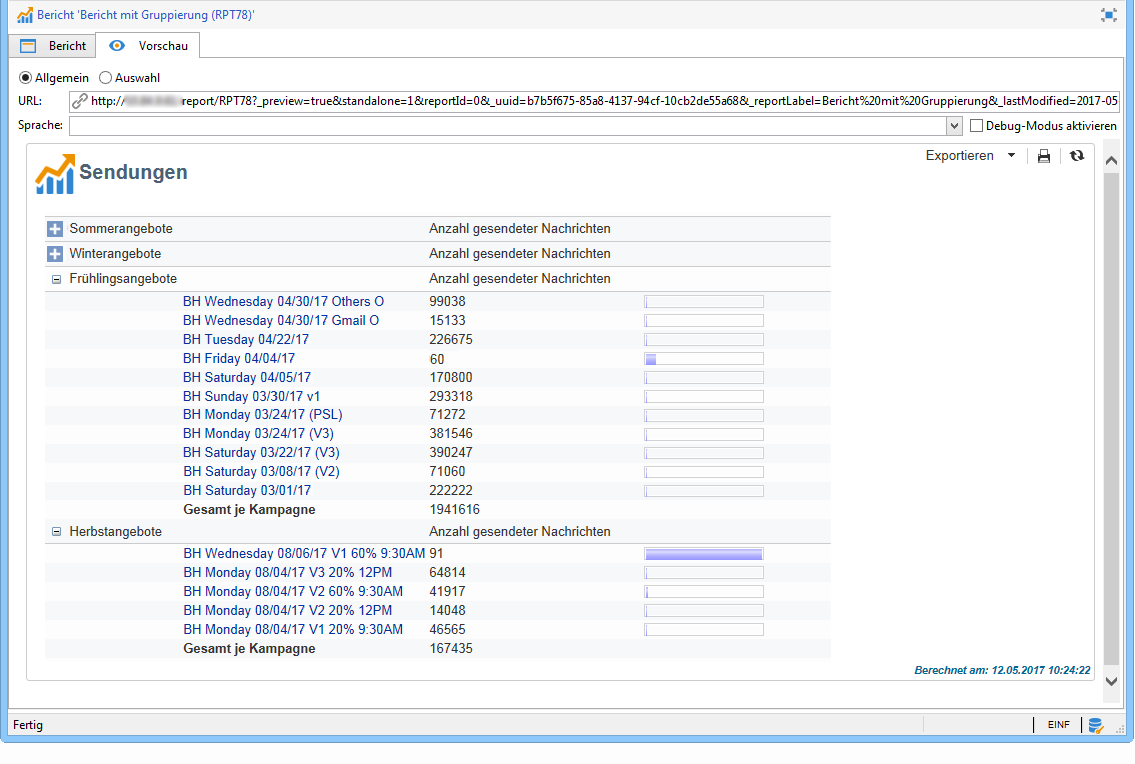 Bericht 'Bericht mit Gruppierung (RPT78)'
Bericht Vorschau
Allgemein Auswahl
URL: http:// report/RPT78?_preview=true&standalone=1&reportId=0&_uuid=b7b5f675-85a8-4137-94cf-10cb2de55a68&_reportLabel=Bericht%20mit%20Gruppierung&_lastModified=2017-05
Sprache: Debug-Modus aktivieren
Exportieren
Sendungen
Sommerangebote Anzahl gesendeter Nachrichten
Winterangebote Anzahl gesendeter Nachrichten
Frühlingsangebote Anzahl gesendeter Nachrichten
BH Wednesday 04/30/17 Others O 99038
BH Wednesday 04/30/17 Gmail O 15133
BH Tuesday 04/22/17 226675
BH Friday 04/04/17 60
BH Saturday 04/05/17 170800
BH Sunday 03/30/17 v1 293318
BH Monday 03/24/17 (PSL) 71272
BH Monday 03/24/17 (V3) 381546
BH Saturday 03/22/17 (V3) 390247
BH Saturday 03/08/17 (V2) 71060
BH Saturday 03/01/17 222222
Gesamt je Kampagne 1941616
Herbstangebote Anzahl gesendeter Nachrichten
BH Wednesday 08/06/17 V1 60% 9:30AM 91
BH Monday 08/04/17 V3 20% 12PM 64814
BH Monday 08/04/17 V2 60% 9:30AM 41917
BH Monday 08/04/17 V2 20% 12PM 14048
BH Monday 08/04/17 V1 20% 9:30AM 46565
Gesamt je Kampagne 167435
Berechnet am: 12.05.2017 10:24:22
Fertig EINF